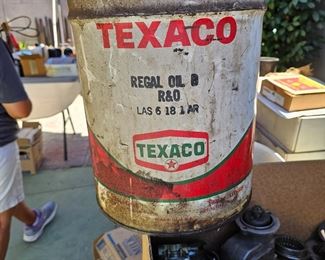 TEXACO
REGAL OIL B
R&O
LAS 6 18 1 AR
TEXACO